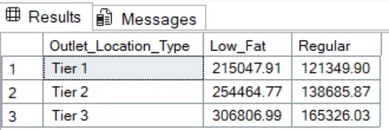 Results Messages
Outlet_Location_Type Low_Fat Regular
1 Tier 1 215047.91 121349.90
2 Tier 2 254464.77 138685.87
3 Tier 3 306806.99 165326.03